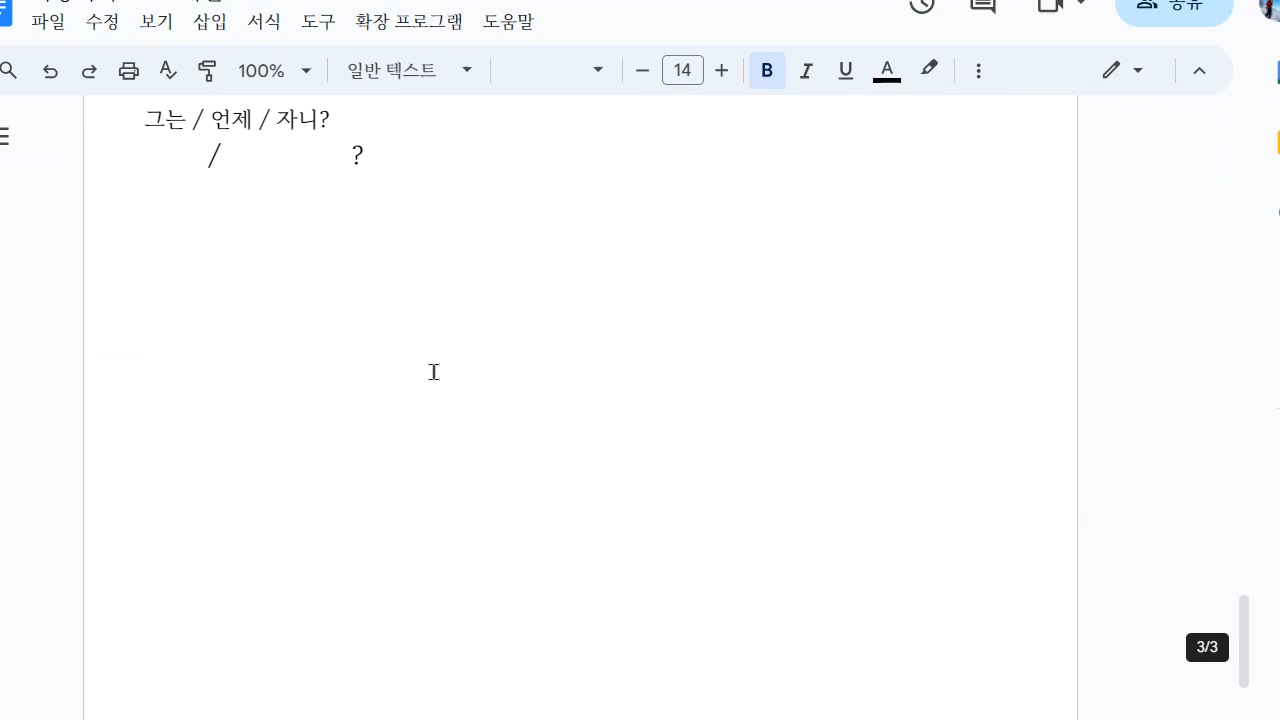 파일 수정 보기 삽입 서식 도구 확장 프로그램 도움말
공유
100% 일반 텍스트 14 B I U A
그는 / 언제 / 자니?
/ ?
3/3